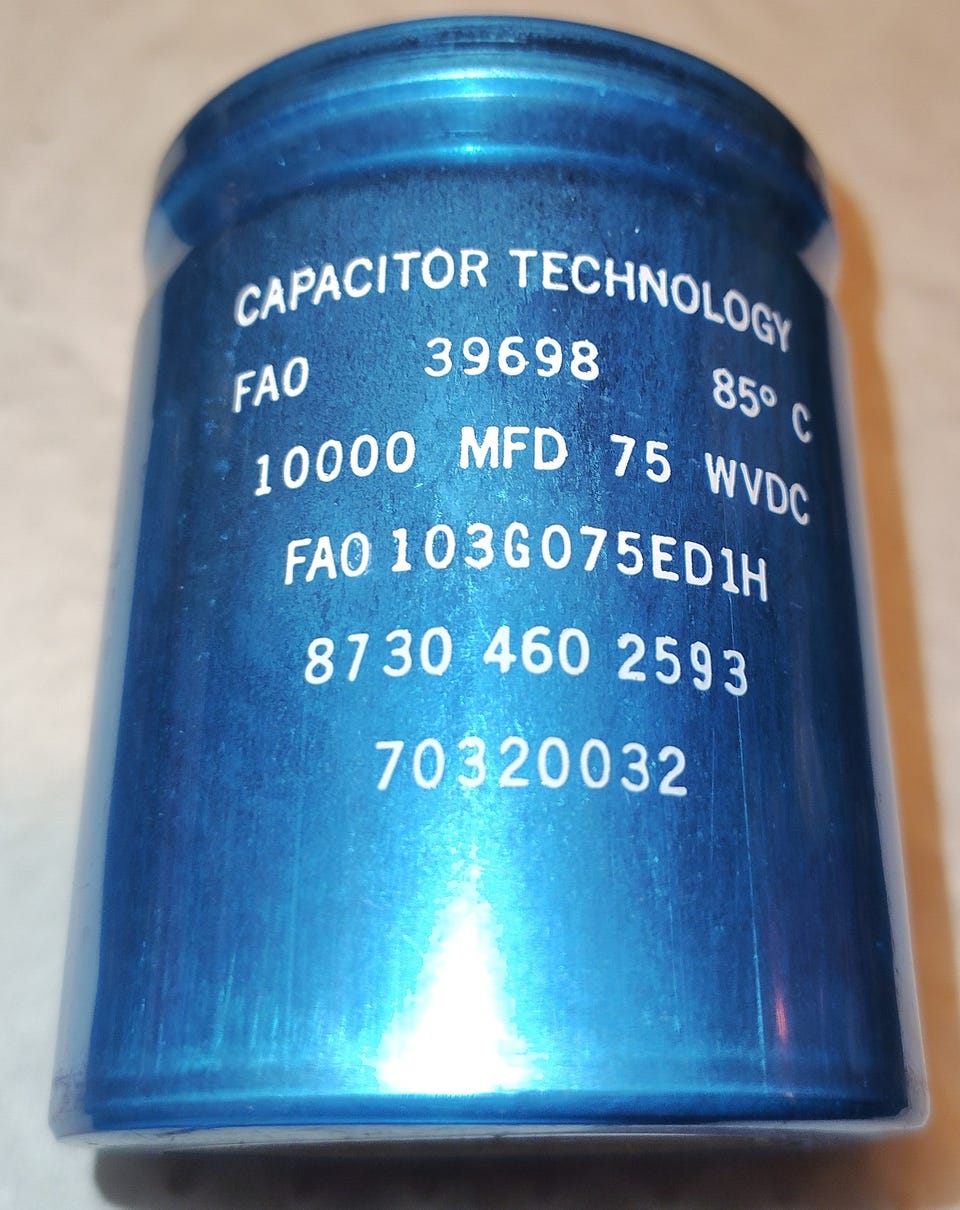 CAPACITOR TECHNOLOGY
FAO 39698 85° C
10000 MFD 75 WVDC
FAO 103G075ED1H
8730 460 2593
70320032